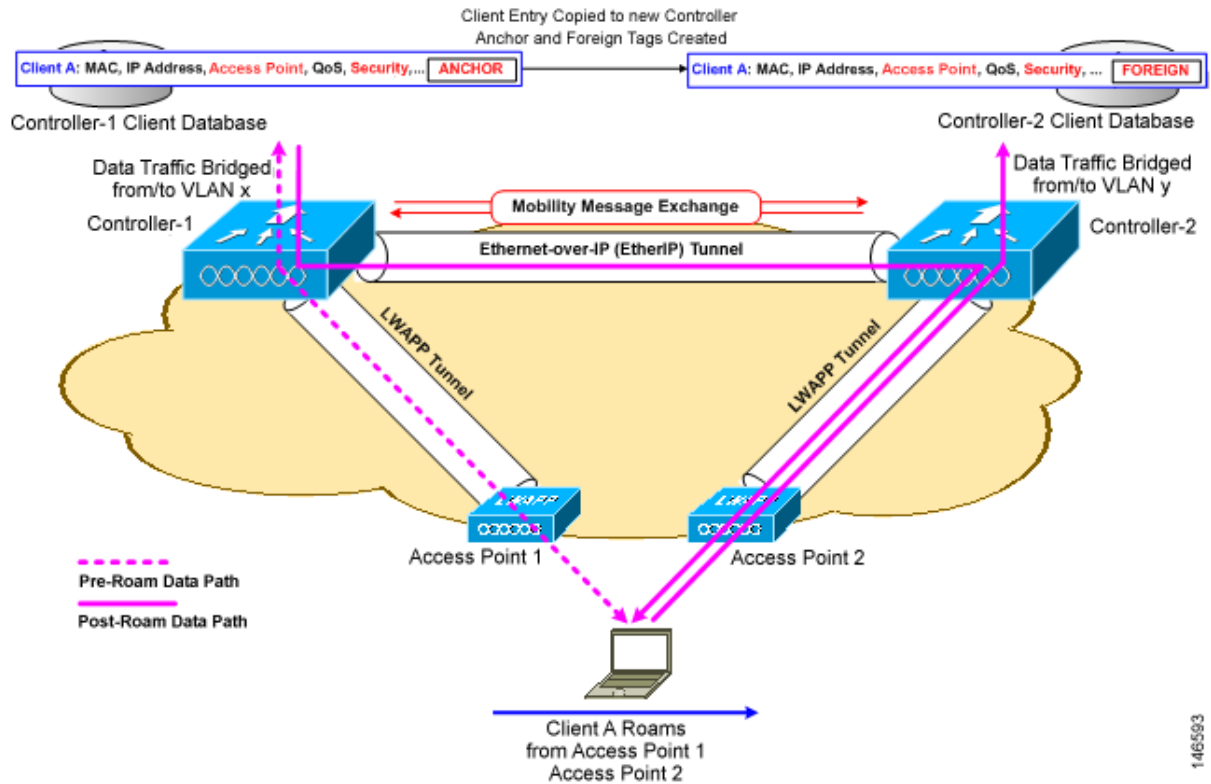 Client Entry Copied to new Controller
Anchor and Foreign Tags Created
Client A: MAC, IP Address, Access Point, QoS, Security,... ANCHOR
Client A: MAC, IP Address, Access Point, QoS, Security, ... FOREIGN
Controller-1 Client Database
Controller-2 Client Database
Data Traffic Bridged
from/to VLAN x
Data Traffic Bridged
from/to VLAN y
Controller-1
Mobility Message Exchange
Controller-2
Ethernet-over-IP (EtherIP) Tunnel
LWAPP Tunnel
LWAPP Tunnel
LWAPP
LWAPP
Access Point 1
Access Point 2
Pre-Roam Data Path
Post-Roam Data Path
Client A Roams
from Access Point 1
Access Point 2
146593